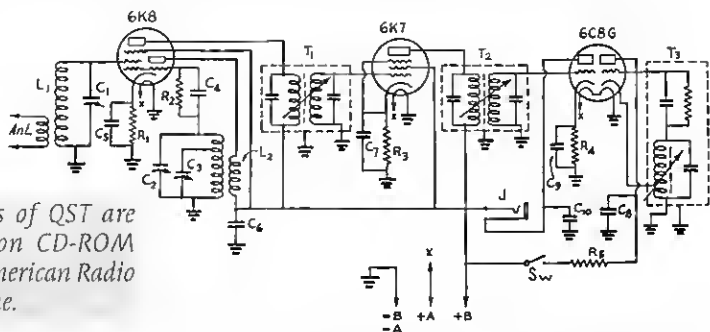 6K8
6K7
6C8G
T1
T2
T3
L1
C1
R2
C4
Ant.
C5
R1
C7
R3
R4
C9
C2
C3
L2
C6
J
C10
C8
Sw
R5
X
-B +A +B
-A
s of QST are
on CD-ROM
merican Radio
e.